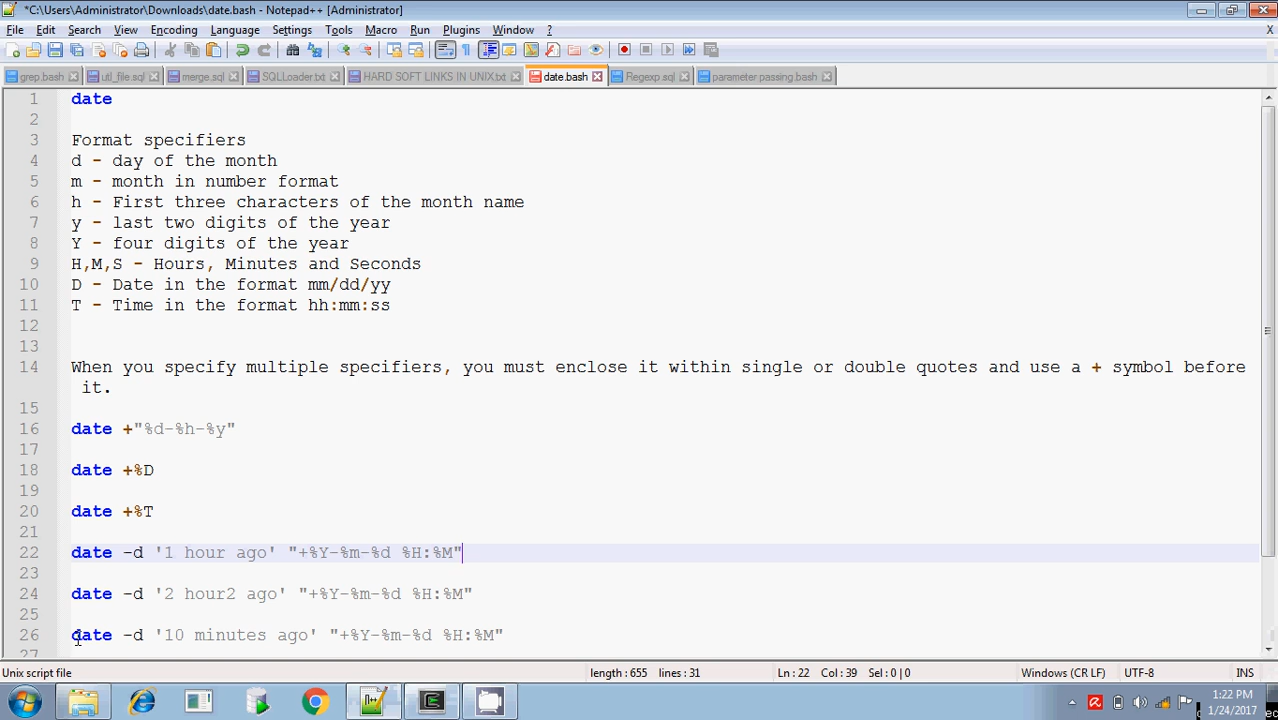 *C:\Users\Administrator\Downloads\date.bash - Notepad++ [Administrator]
File Edit Search View Encoding Language Settings Tools Macro Run Plugins Window ? X
grep.bash utl_file.sql merge.sql SQLLoader.txt HARD SOFT LINKS IN UNIX.txt date.bash Regexp.sql parameter passing.bash
1 date
2
3 Format specifiers
4 d - day of the month
5 m - month in number format
6 h - First three characters of the month name
7 y - last two digits of the year
8 Y - four digits of the year
9 H,M,S - Hours, Minutes and Seconds
10 D - Date in the format mm/dd/yy
11 T - Time in the format hh:mm:ss
12
13
14 When you specify multiple specifiers, you must enclose it within single or double quotes and use a + symbol before
it.
15
16 date +"%d-%h-%y"
17
18 date +%D
19
20 date +%T
21
22 date -d '1 hour ago' "+%Y-%m-%d %H:%M"
23
24 date -d '2 hour2 ago' "+%Y-%m-%d %H:%M"
25
26 date -d '10 minutes ago' "+%Y-%m-%d %H:%M"
27
Unix script file length : 655 lines : 31 Ln : 22 Col : 39 Sel : 0 | 0 Windows (CR LF) UTF-8 INS
1:22 PM
1/24/2017